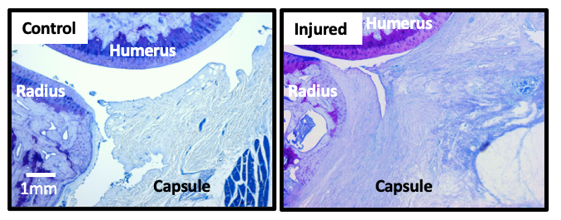 Control
Humerus
Radius
1mm
Capsule
Injured
Humerus
Radius
Capsule